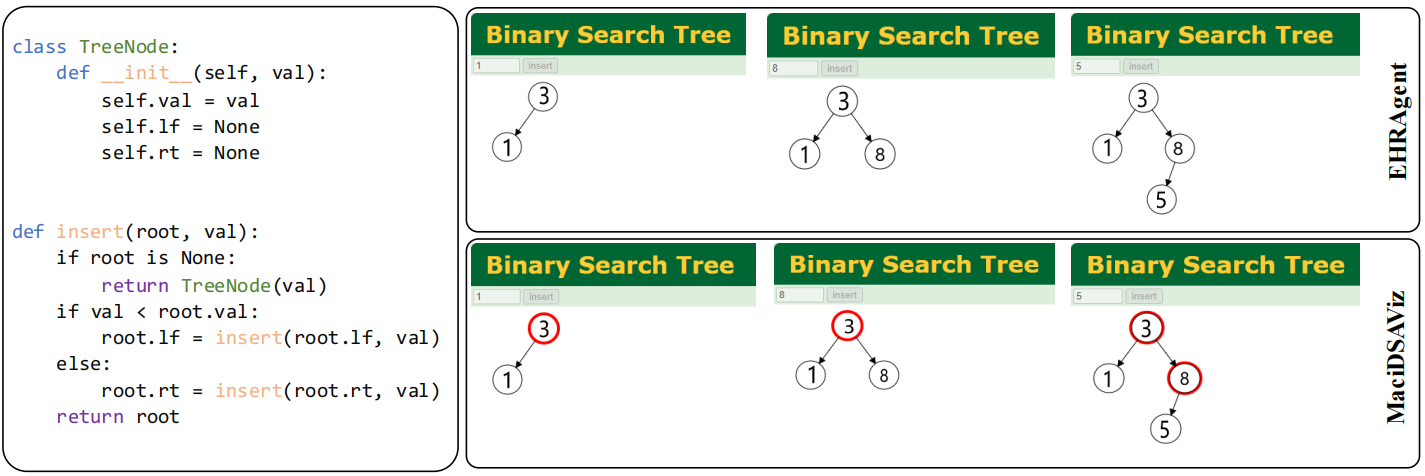 class TreeNode:
    def __init__(self, val):
        self.val = val
        self.lf = None
        self.rt = None
def insert(root, val):
    if root is None:
        return TreeNode(val)
    if val < root.val:
        root.lf = insert(root.lf, val)
    else:
        root.rt = insert(root.rt, val)
    return root
Binary Search Tree
1 insert
3
1
Binary Search Tree
8 insert
3
1 8
Binary Search Tree
5 insert
3
1 8
5
EHRAgent
Binary Search Tree
1 insert
3
1
Binary Search Tree
8 insert
3
1 8
Binary Search Tree
5 insert
3
1 8
5
MaciDSAViz